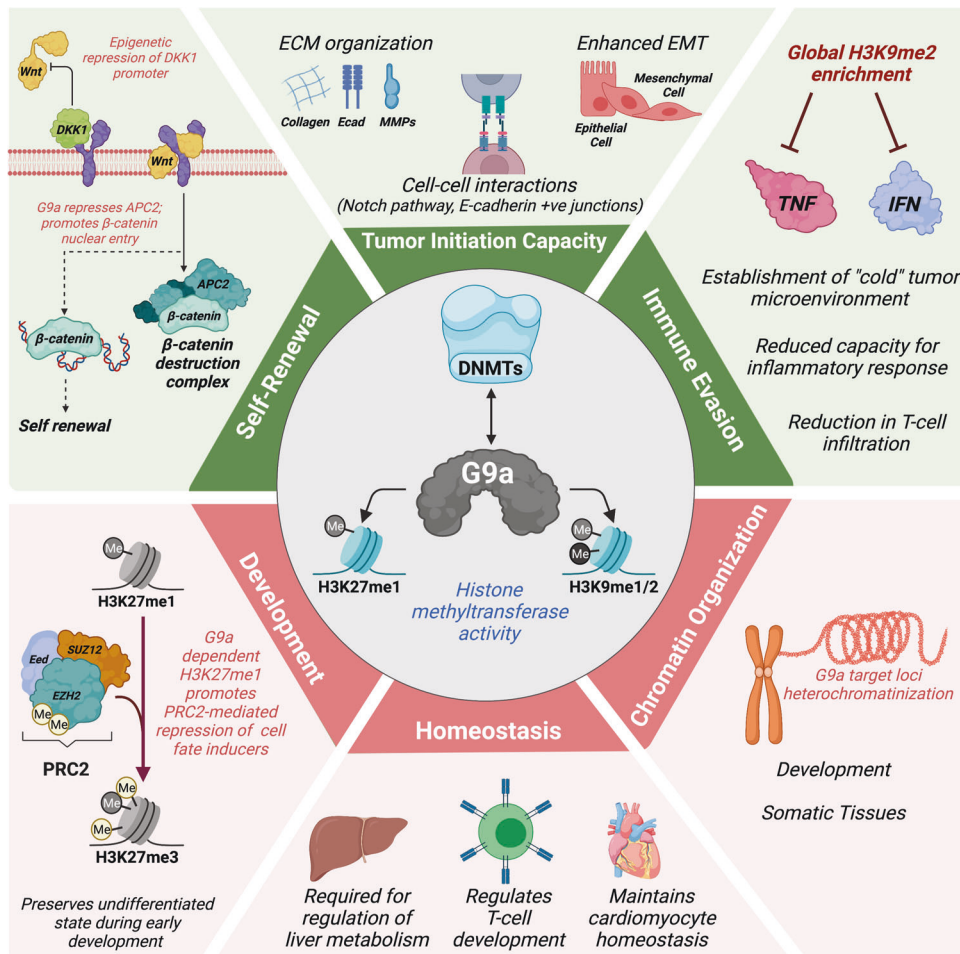 Epigenetic
repression of DKK1
promoter
Wnt
DKK1
Wnt
G9a represses APC2;
promotes β-catenin
nuclear entry
APC2
β-catenin
β-catenin
β-catenin
destruction
complex
Self renewal
Self-Renewal
ECM organization
Collagen
Ecad
MMPs
Enhanced EMT
Mesenchymal
Cell
Epithelial
Cell
Cell-cell interactions
(Notch pathway, E-cadherin +ve junctions)
Tumor Initiation Capacity
Global H3K9me2
enrichment
TNF
IFN
Establishment of "cold" tumor
microenvironment
Reduced capacity for
inflammatory response
Reduction in T-cell
infiltration
Immune Evasion
DNMTs
G9a
Me
H3K27me1
Me
Me
H3K9me1/2
Histone
methyltransferase
activity
Development
Me
H3K27me1
Eed
SUZ12
EZH2
Me
Me
PRC2
G9a
dependent
H3K27me1
promotes
PRC2-mediated
repression of cell
fate inducers
Me
Me
Me
H3K27me3
Preserves undifferentiated
state during early
development
Homeostasis
Required for
regulation of
liver metabolism
Regulates
T-cell
development
Maintains
cardiomyocyte
homeostasis
Chromatin Organization
G9a target loci
heterochromatinization
Development
Somatic Tissues